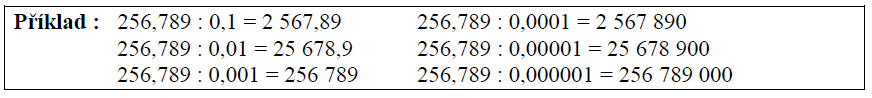 Příklad : 256,789 : 0,1 = 2 567,89 256,789 : 0,0001 = 2 567 890
256,789 : 0,01 = 25 678,9 256,789 : 0,00001 = 25 678 900
256,789 : 0,001 = 256 789 256,789 : 0,000001 = 256 789 000